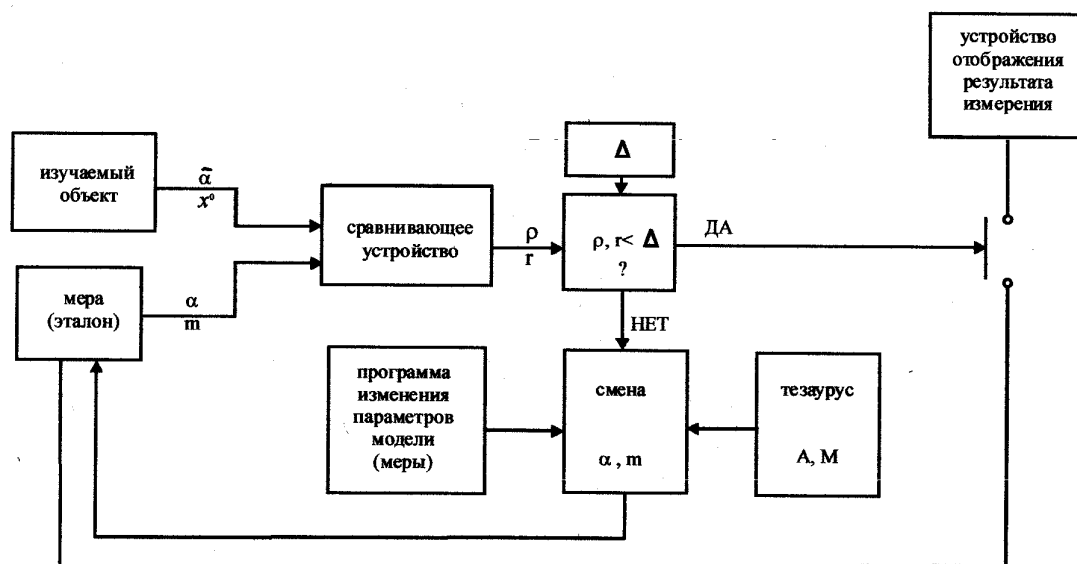 устройство
отображения
результата
измерения
изучаемый
объект
α̃
x⁰
Δ
сравнивающее
устройство
ρ
r
ρ, r< Δ
?
ДА
мера
(эталон)
α
m
НЕТ
программа
изменения
параметров
модели
(меры)
смена
α , m
тезаурус
А, М